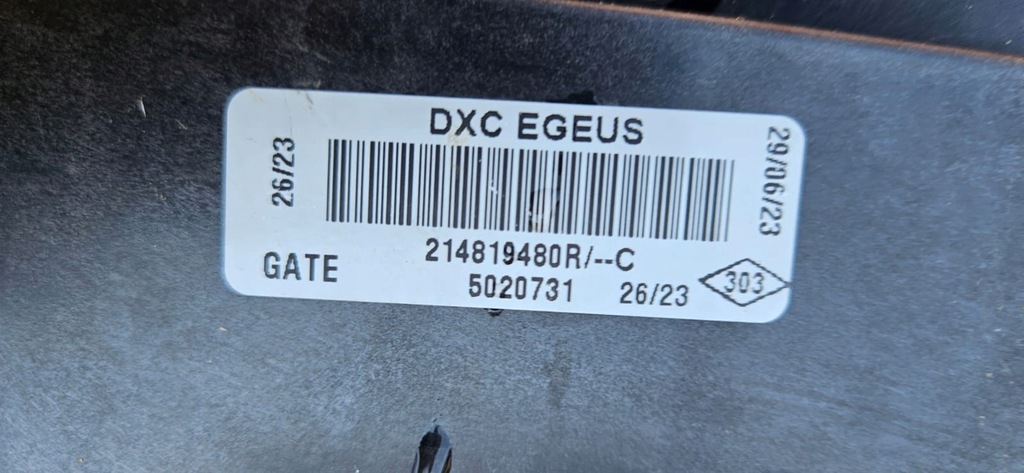 DXC EGEUS
26/23
29/06/23
214819480R/--C
GATE
5020731
26/23
303